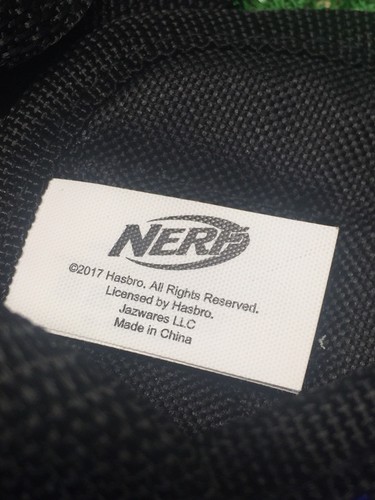 NERF
©2017 Hasbro. All Rights Reserved.
Licensed by Hasbro.
Jazwares LLC
Made in China